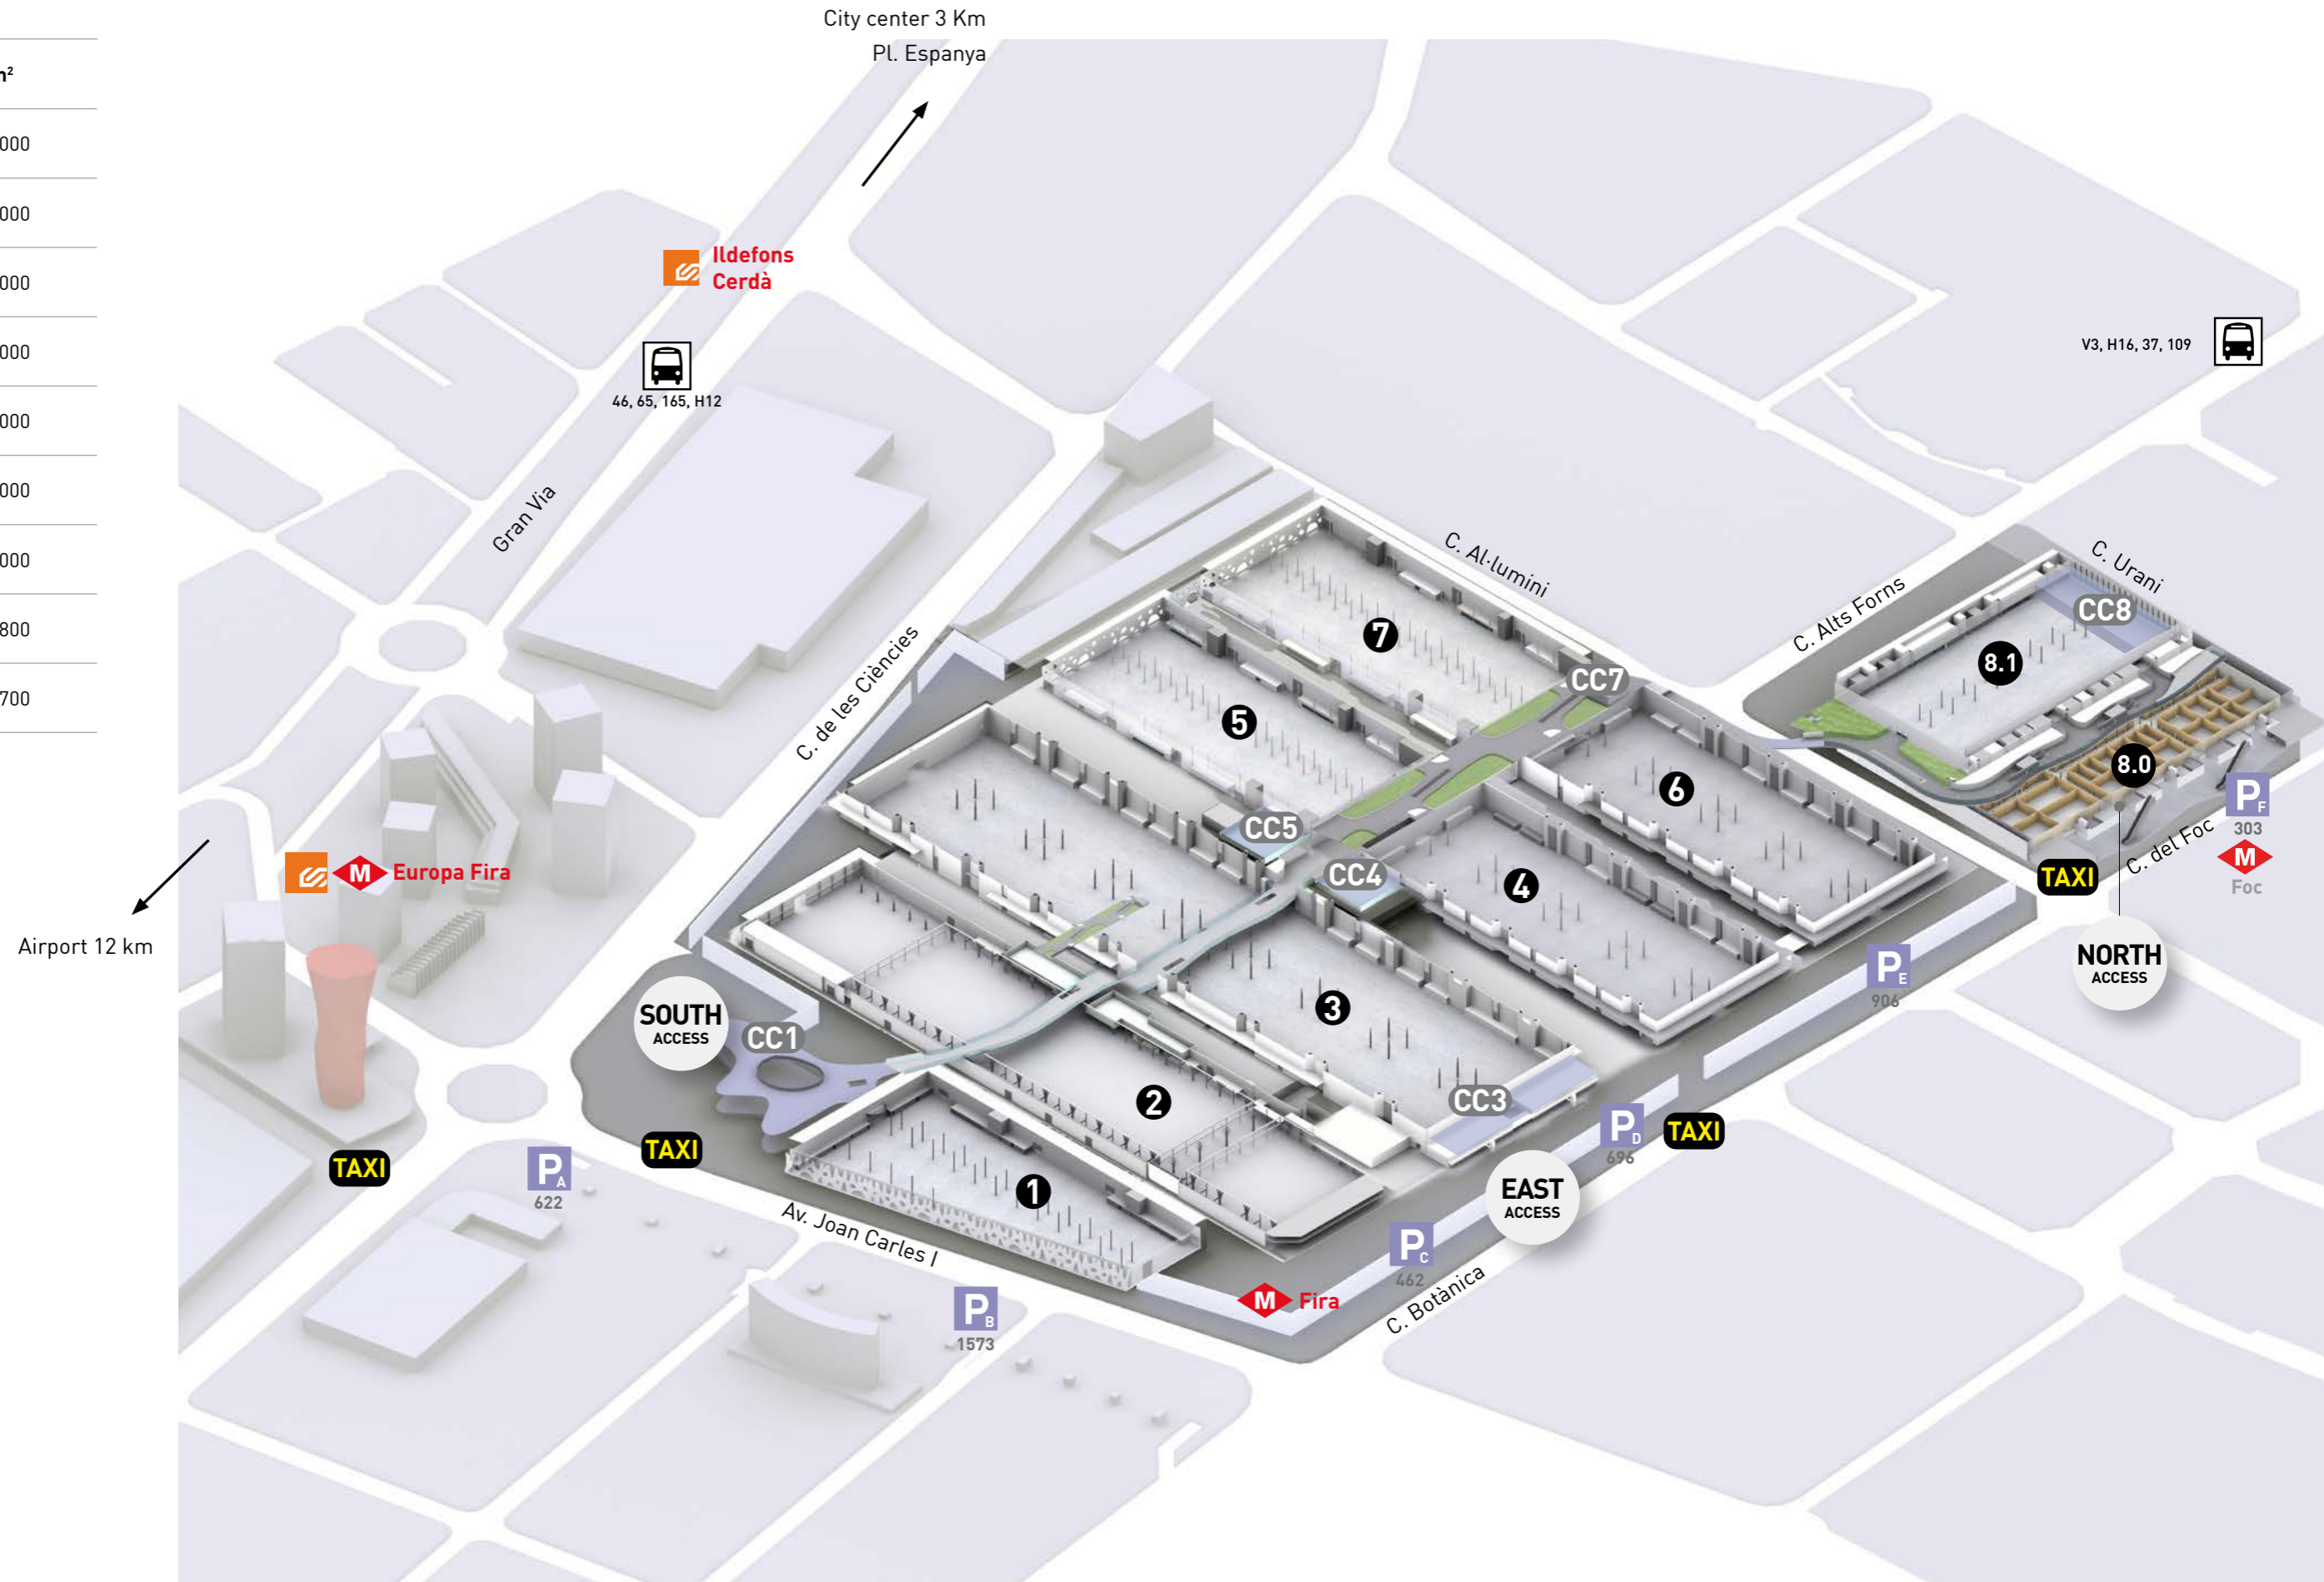 City center 3 Km
Pl. Espanya
m²
000
000
000
000
000
000
000
800
700
Ildefons
Cerdà
46, 65, 165, H12
V3, H16, 37, 109
Gran Via
C. Al·lumini
C. Urani
C. Alts Forns
C. de les Ciències
CC8
8.1
7
CC7
5
8.0
6
P F
303
M
Foc
C. del Foc
TAXI
CC5
CC4
4
M Europa Fira
Airport 12 km
NORTH
ACCESS
P E
906
SOUTH
ACCESS
CC1
3
2
CC3
P D
696
TAXI
TAXI
TAXI
P A
622
1
EAST
ACCESS
Av. Joan Carles I
P C
462
C. Botànica
M Fira
P B
1573